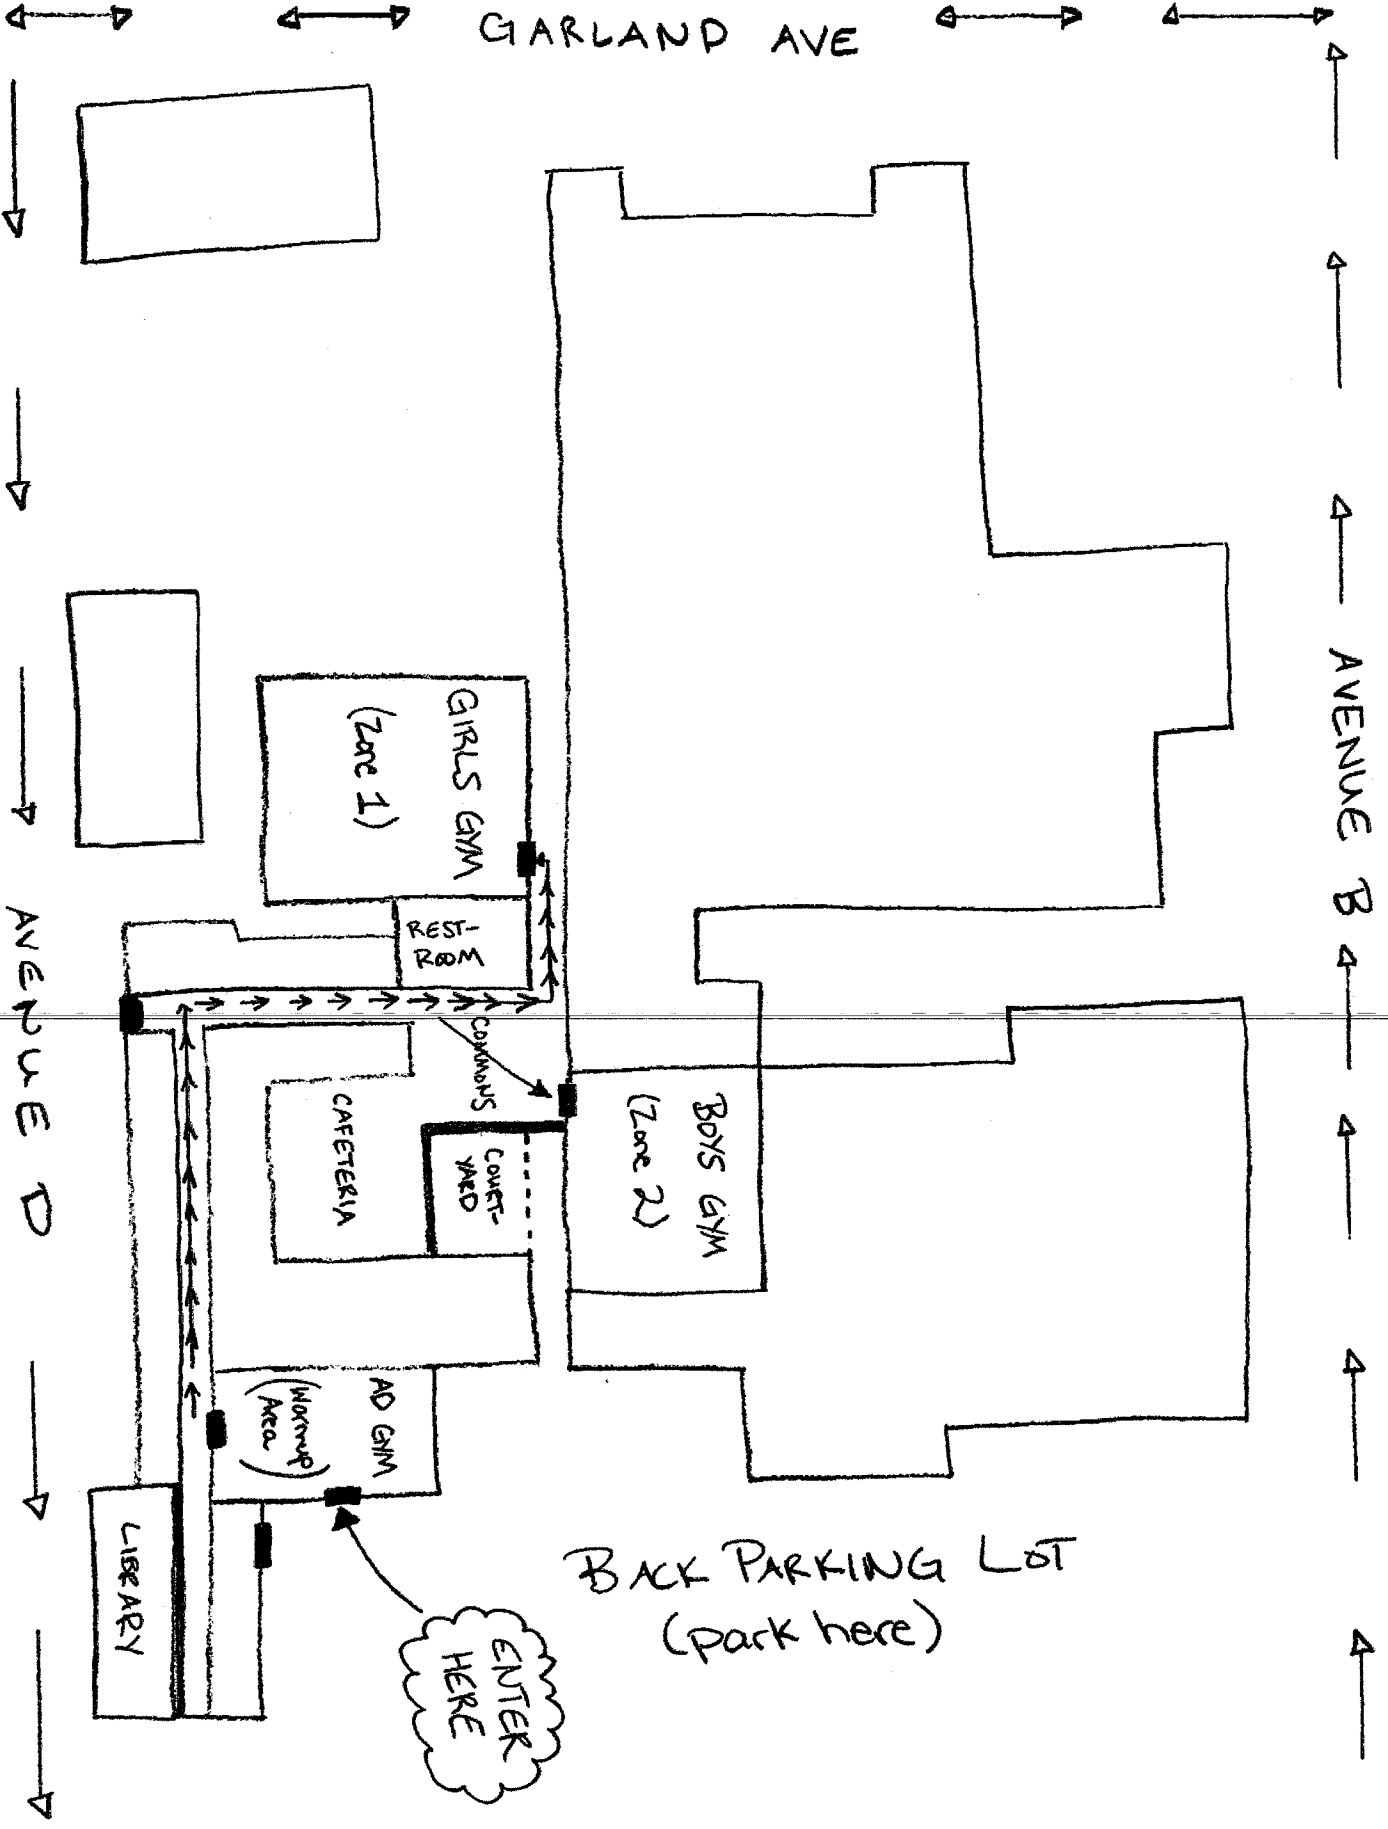 GARLAND AVE
AVENUE B
GIRLS GYM
(Zone 1)
AVENUE D
REST-
ROOM
COMMONS
CAFETERIA
COURT-
YARD
BOYS GYM
(Zone 2)
AD GYM
(Warmup
Area)
LIBRARY
BACK PARKING LOT
(park here)
ENTER
HERE